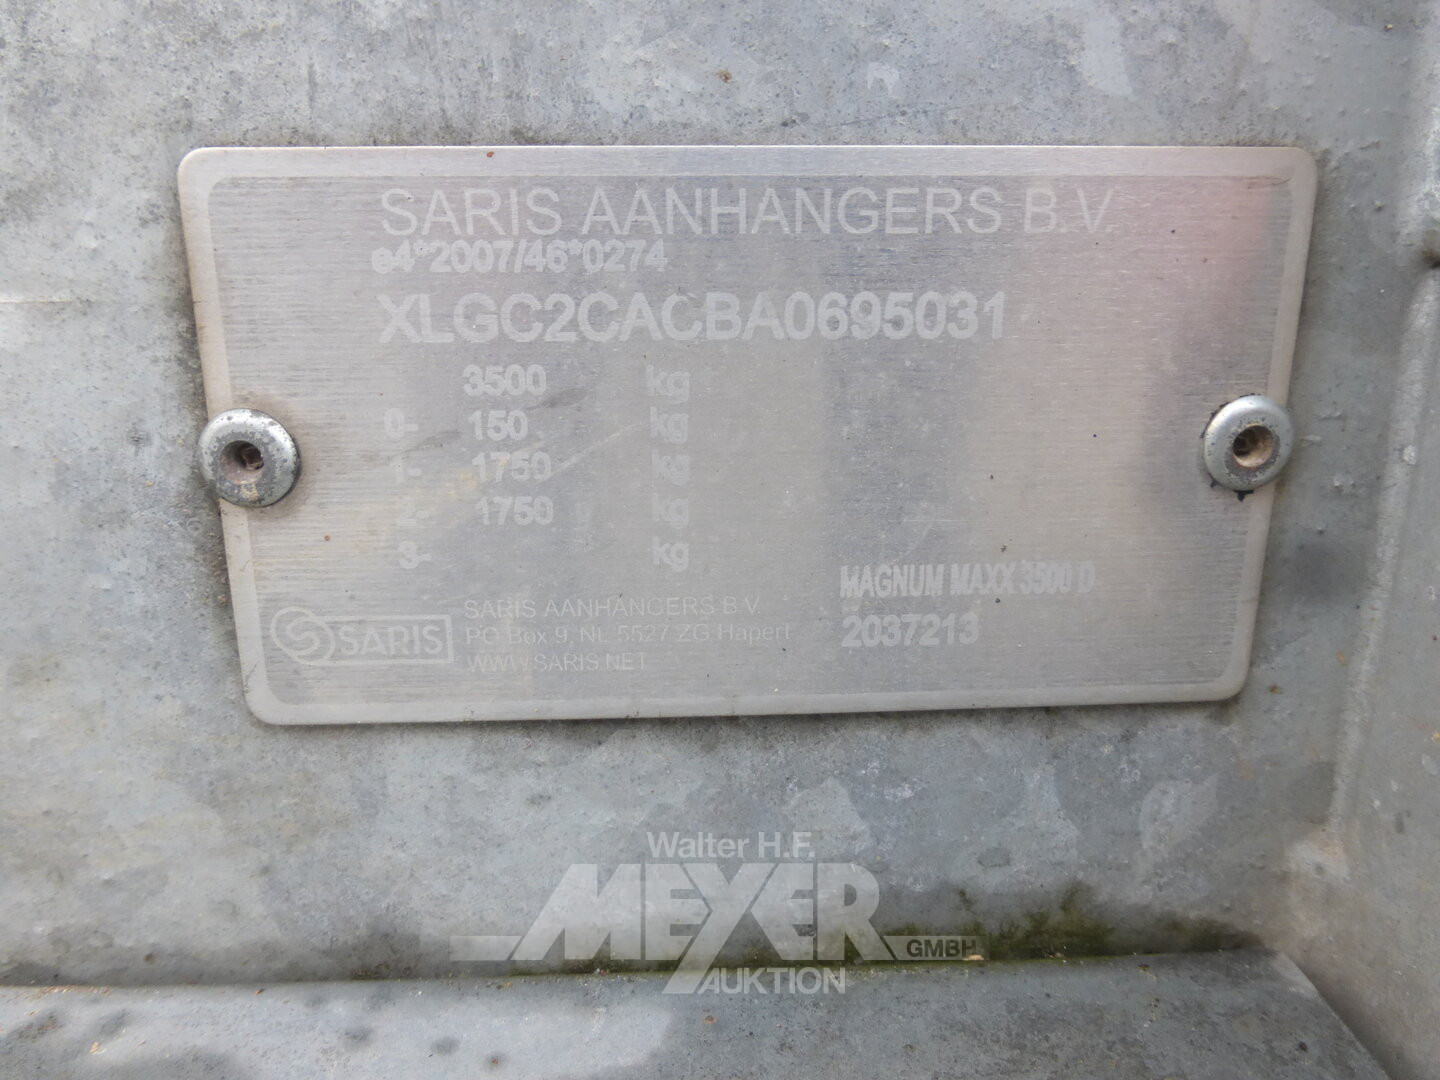 SARIS AANHANGERS B.V.
e4*2007/46*0274
XLGC2CACBA0695031
3500 kg
0- 150 kg
1- 1750 kg
2- 1750 kg
3- kg
MAGNUM MAXX 3500 D
2037213
SARIS
SARIS AANHANGERS B.V.
PO Box 9, NL 5527 ZG Hapert
WWW.SARIS.NET
Walter H.F.
MEYER
GMBH
AUKTION